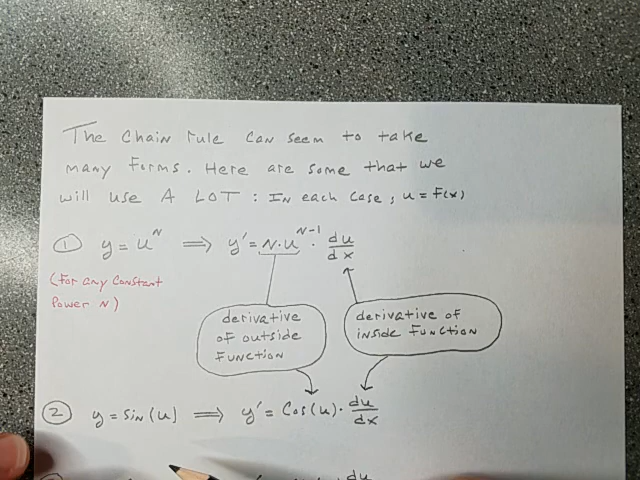 The Chain rule can seem to take
many forms. Here are some that we
will use A LOT: In each case, u = f(x)
① y = u^N ⟹ y′ = N·u^(N-1) · du/dx
(For any constant
Power N)
derivative
of outside
Function
derivative of
inside Function
② y = sin(u) ⟹ y′ = Cos(u) · du/dx
du